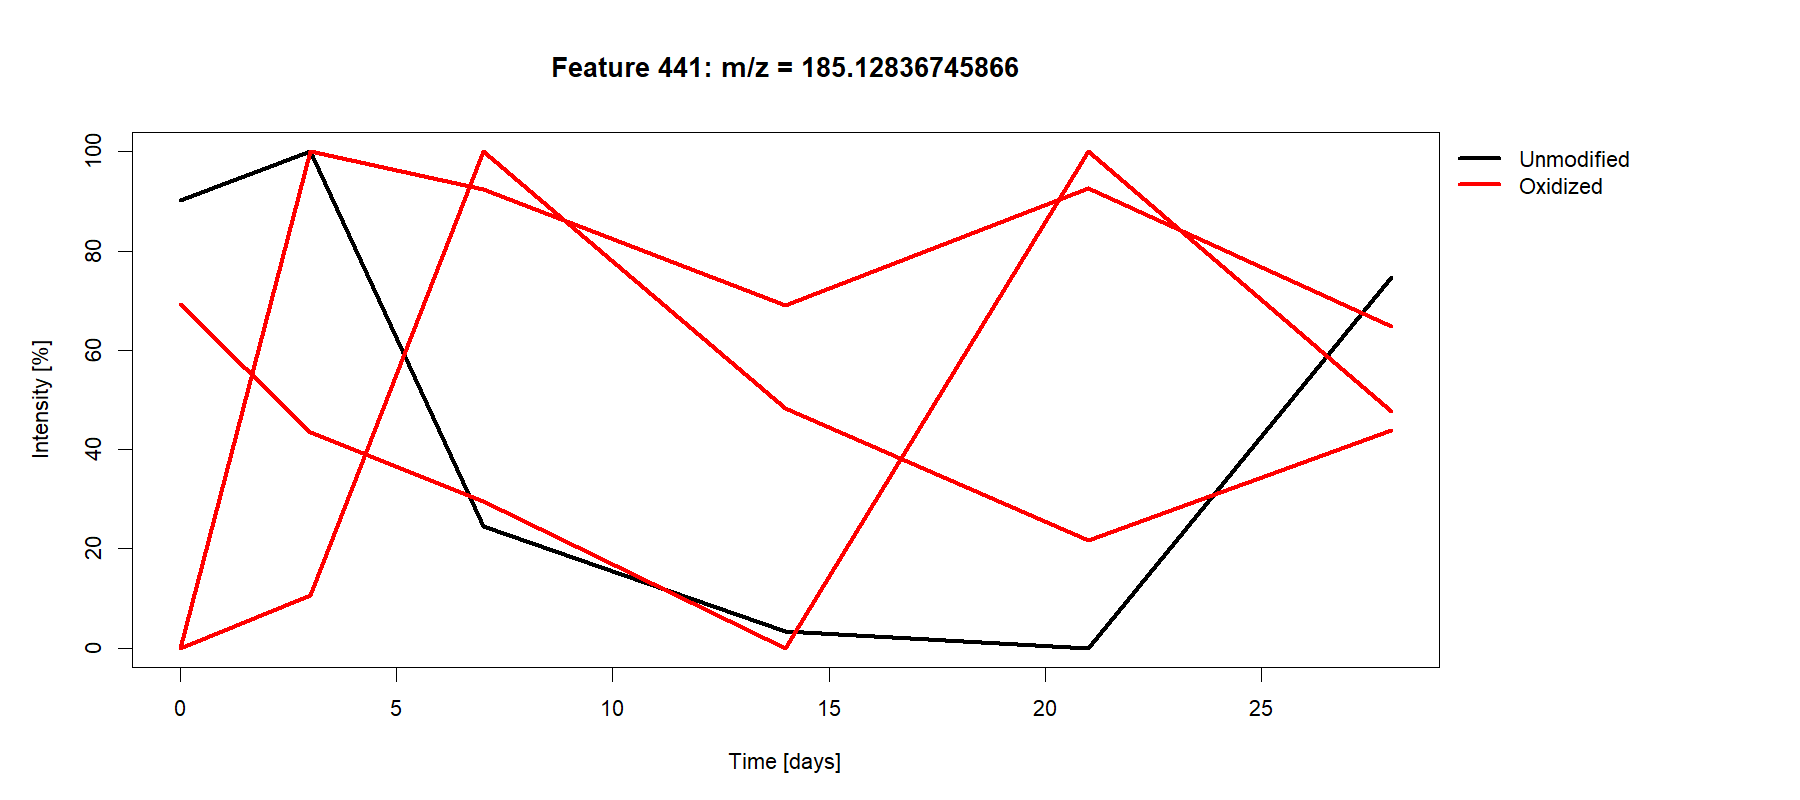 Feature 441: m/z = 185.12836745866
Unmodified
Oxidized
Intensity [%]
100
80
60
40
20
0
0 5 10 15 20 25
Time [days]